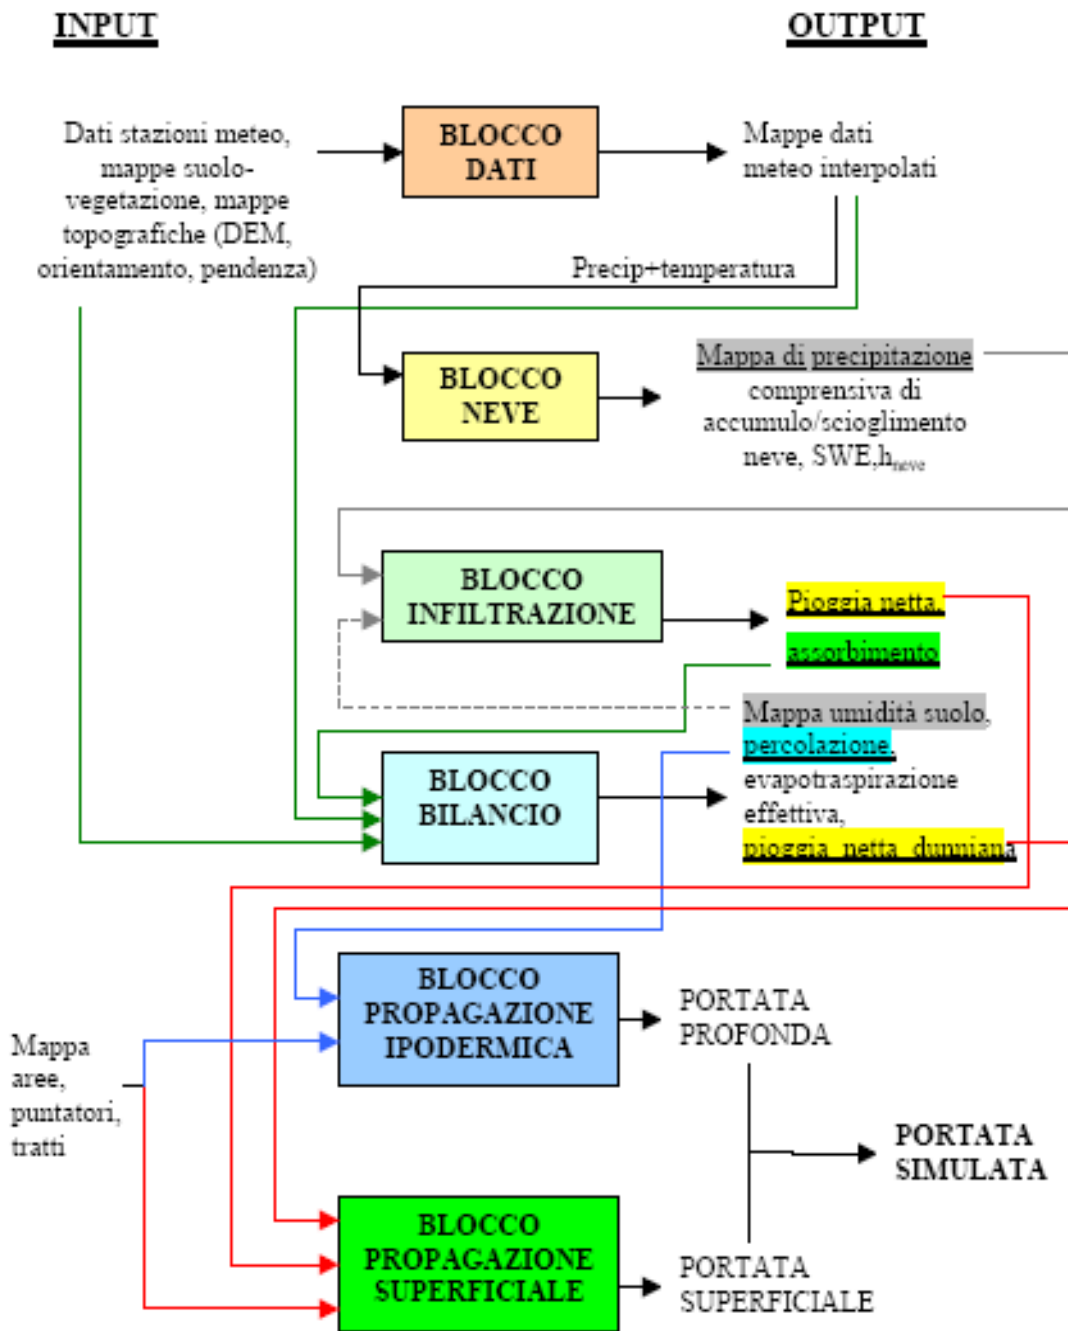 INPUT
OUTPUT
Dati stazioni meteo,
mappe suolo-
vegetazione, mappe
topografiche (DEM,
orientamento, pendenza)
BLOCCO
DATI
Mappe dati
meteo interpolati
Precip+temperatura
BLOCCO
NEVE
Mappa di precipitazione
comprensiva di
accumulo/scioglimento
neve, SWE,hneve
BLOCCO
INFILTRAZIONE
Pioggia netta,
assorbimento
BLOCCO
BILANCIO
Mappa umidità suolo,
percolazione,
evapotraspirazione
effettiva,
pioggia netta dunniana
Mappa
aree,
puntatori,
tratti
BLOCCO
PROPAGAZIONE
IPODERMICA
PORTATA
PROFONDA
PORTATA
SIMULATA
BLOCCO
PROPAGAZIONE
SUPERFICIALE
PORTATA
SUPERFICIALE